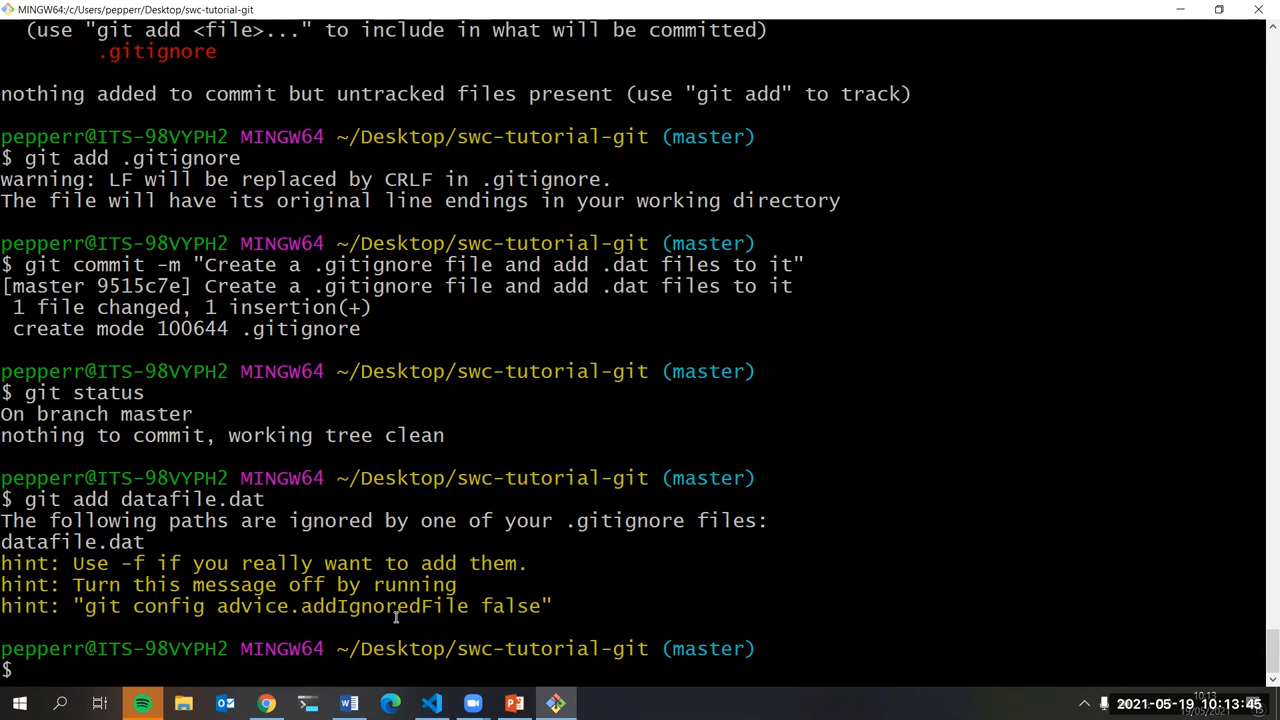 MINGW64:/c/Users/pepperr/Desktop/swc-tutorial-git
(use "git add <file>..." to include in what will be committed)
.gitignore
nothing added to commit but untracked files present (use "git add" to track)
pepperr@ITS-98VYPH2 MINGW64 ~/Desktop/swc-tutorial-git (master)
$ git add .gitignore
warning: LF will be replaced by CRLF in .gitignore.
The file will have its original line endings in your working directory
pepperr@ITS-98VYPH2 MINGW64 ~/Desktop/swc-tutorial-git (master)
$ git commit -m "Create a .gitignore file and add .dat files to it"
[master 9515c7e] Create a .gitignore file and add .dat files to it
1 file changed, 1 insertion(+)
create mode 100644 .gitignore
pepperr@ITS-98VYPH2 MINGW64 ~/Desktop/swc-tutorial-git (master)
$ git status
On branch master
nothing to commit, working tree clean
pepperr@ITS-98VYPH2 MINGW64 ~/Desktop/swc-tutorial-git (master)
$ git add datafile.dat
The following paths are ignored by one of your .gitignore files:
datafile.dat
hint: Use -f if you really want to add them.
hint: Turn this message off by running
hint: "git config advice.addIgnoredFile false"
pepperr@ITS-98VYPH2 MINGW64 ~/Desktop/swc-tutorial-git (master)
$
10:13
2021-05-19 10:13:45
19/05/2021